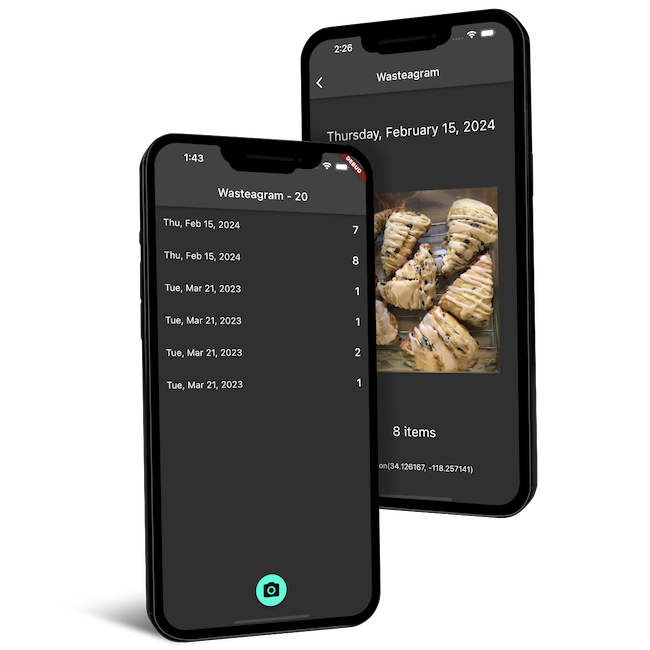 1:43
DEBUG
Wasteagram - 20
Thu, Feb 15, 2024
7
Thu, Feb 15, 2024
8
Tue, Mar 21, 2023
1
Tue, Mar 21, 2023
1
Tue, Mar 21, 2023
2
Tue, Mar 21, 2023
1
2:26
Wasteagram
Thursday, February 15, 2024
8 items
on(34.126167, -118.257141)